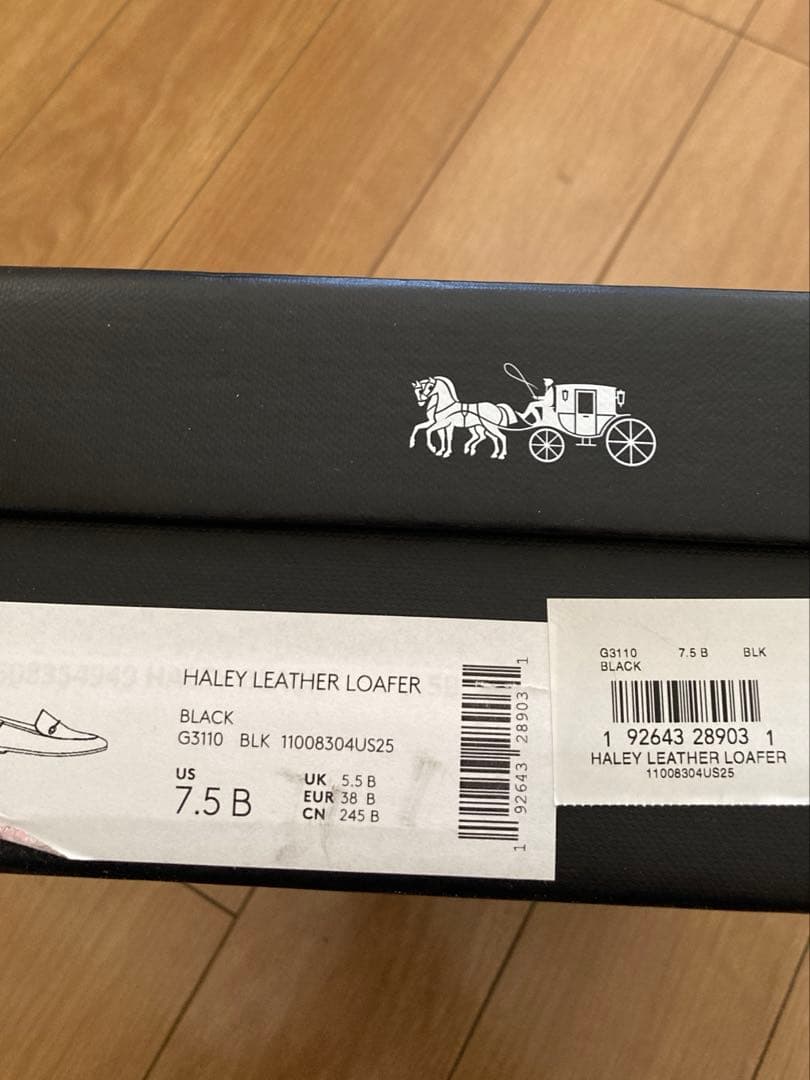 HALEY LEATHER LOAFER
BLACK
G3110 BLK 11008304US25
US
7.5 B
UK 5.5 B
EUR 38 B
CN 245 B
1 92643 28903 1
G3110 7.5 B BLK
BLACK
1 92643 28903 1
HALEY LEATHER LOAFER
11008304US25